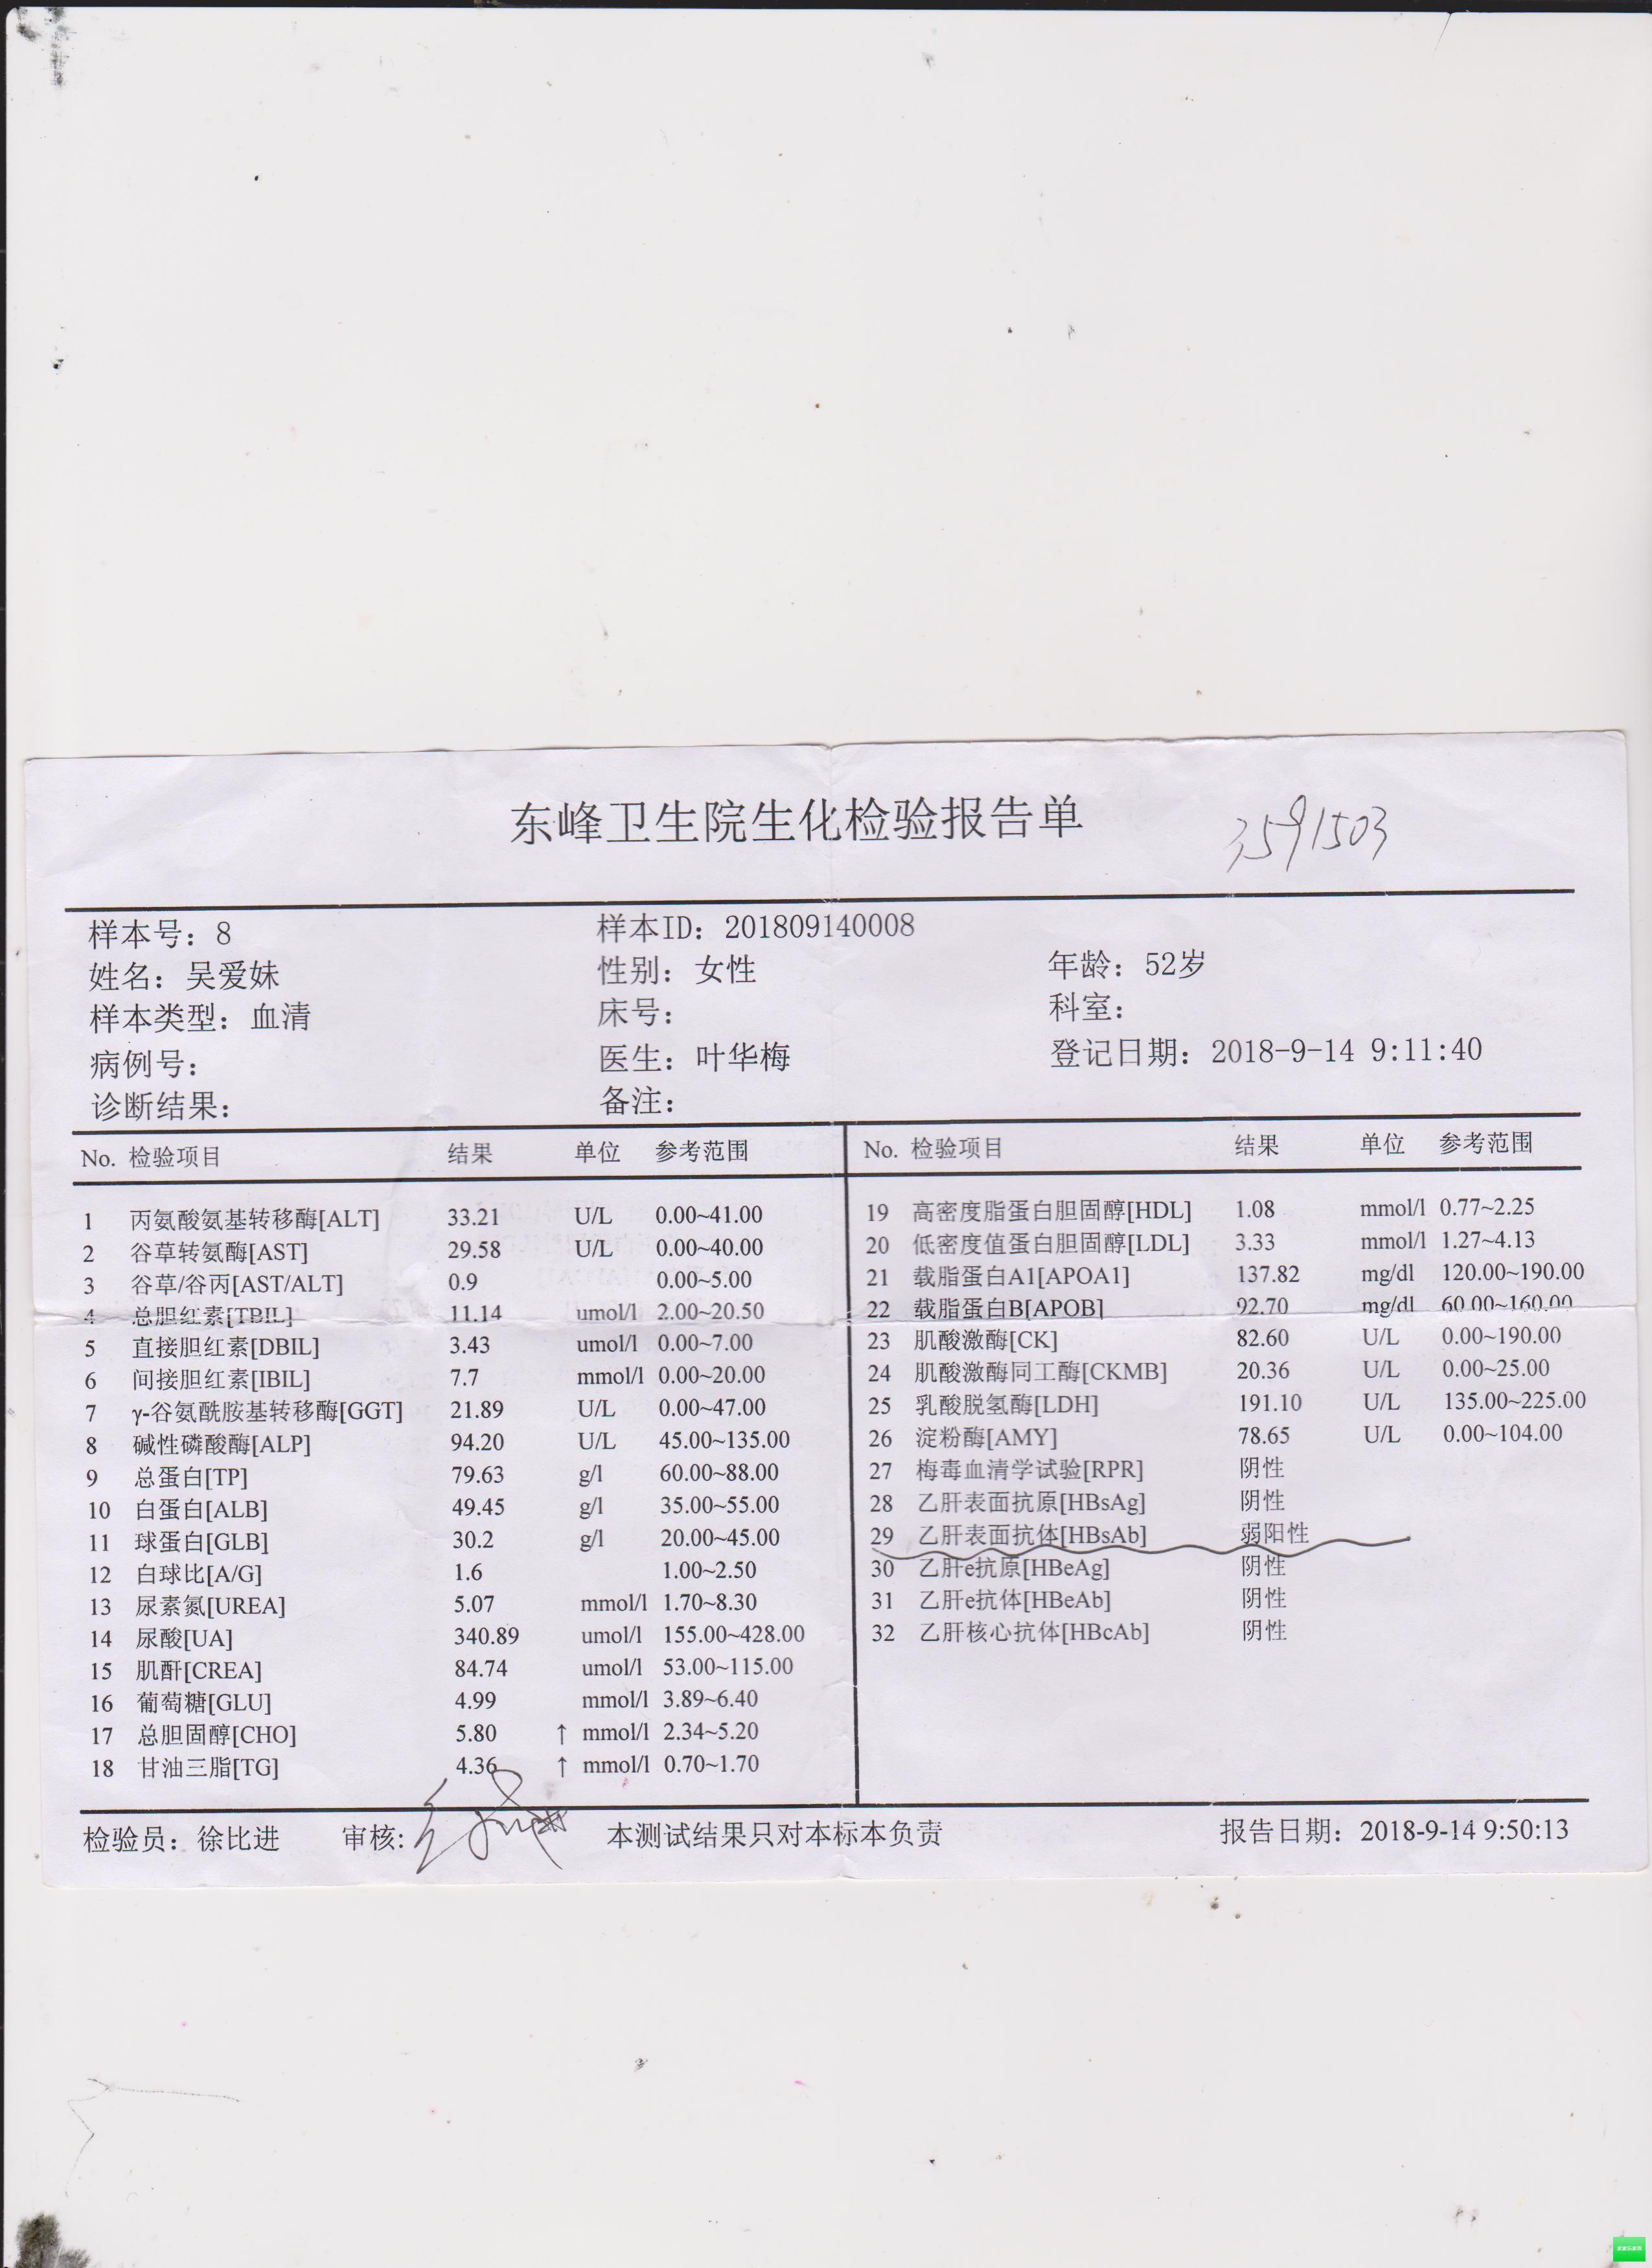 东峰卫生院生化检验报告单
3591503
样本号：8 样本ID：201809140008
姓名：吴爱妹 性别：女性 年龄：52岁
样本类型：血清 床号： 科室：
病例号： 医生：叶华梅 登记日期：2018-9-14 9:11:40
诊断结果： 备注：
No. 检验项目 结果 单位 参考范围
1 丙氨酸氨基转移酶[ALT] 33.21 U/L 0.00~41.00
2 谷草转氨酶[AST] 29.58 U/L 0.00~40.00
3 谷草/谷丙[AST/ALT] 0.9 0.00~5.00
4 总胆红素[TBIL] 11.14 umol/l 2.00~20.50
5 直接胆红素[DBIL] 3.43 umol/l 0.00~7.00
6 间接胆红素[IBIL] 7.7 mmol/l 0.00~20.00
7 γ-谷氨酰胺基转移酶[GGT] 21.89 U/L 0.00~47.00
8 碱性磷酸酶[ALP] 94.20 U/L 45.00~135.00
9 总蛋白[TP] 79.63 g/l 60.00~88.00
10 白蛋白[ALB] 49.45 g/l 35.00~55.00
11 球蛋白[GLB] 30.2 g/l 20.00~45.00
12 白球比[A/G] 1.6 1.00~2.50
13 尿素氮[UREA] 5.07 mmol/l 1.70~8.30
14 尿酸[UA] 340.89 umol/l 155.00~428.00
15 肌酐[CREA] 84.74 umol/l 53.00~115.00
16 葡萄糖[GLU] 4.99 mmol/l 3.89~6.40
17 总胆固醇[CHO] 5.80 ↑ mmol/l 2.34~5.20
18 甘油三脂[TG] 4.36 ↑ mmol/l 0.70~1.70
No. 检验项目 结果 单位 参考范围
19 高密度脂蛋白胆固醇[HDL] 1.08 mmol/l 0.77~2.25
20 低密度值蛋白胆固醇[LDL] 3.33 mmol/l 1.27~4.13
21 载脂蛋白A1[APOA1] 137.82 mg/dl 120.00~190.00
22 载脂蛋白B[APOB] 92.70 mg/dl 60.00~160.00
23 肌酸激酶[CK] 82.60 U/L 0.00~190.00
24 肌酸激酶同工酶[CKMB] 20.36 U/L 0.00~25.00
25 乳酸脱氢酶[LDH] 191.10 U/L 135.00~225.00
26 淀粉酶[AMY] 78.65 U/L 0.00~104.00
27 梅毒血清学试验[RPR] 阴性
28 乙肝表面抗原[HBsAg] 阴性
29 乙肝表面抗体[HBsAb] 弱阳性
30 乙肝e抗原[HBeAg] 阴性
31 乙肝e抗体[HBeAb] 阴性
32 乙肝核心抗体[HBcAb] 阴性
检验员：徐比进 审核: 本测试结果只对本标本负责 报告日期：2018-9-14 9:50:13